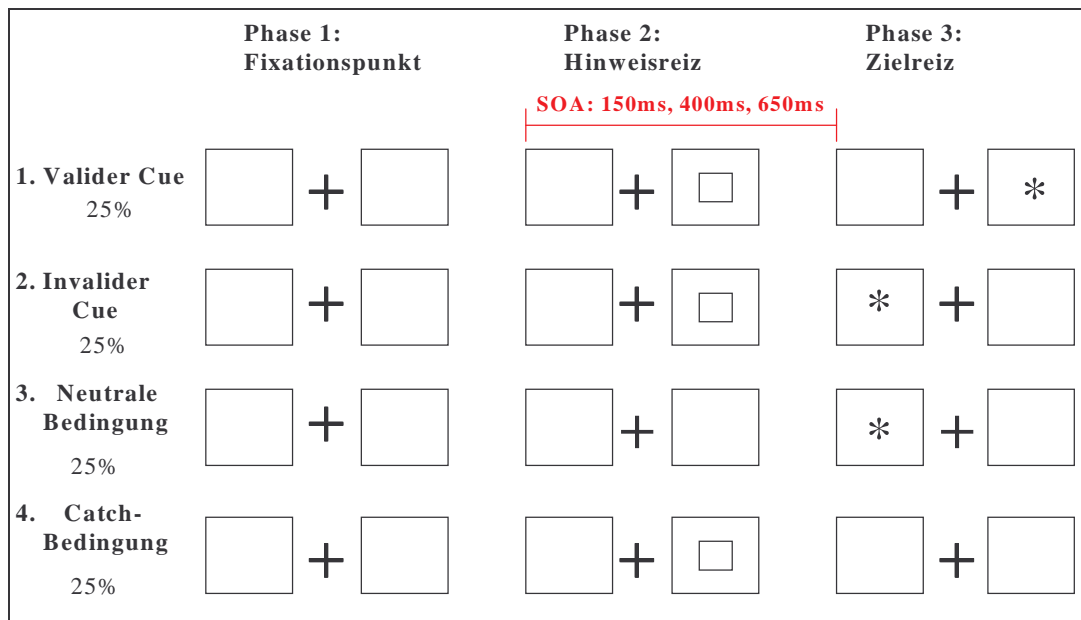 Phase 1:
Fixationspunkt
Phase 2:
Hinweisreiz
Phase 3:
Zielreiz
SOA: 150ms, 400ms, 650ms
1. Valider Cue
25%
*
2. Invalider
Cue
25%
*
3. Neutrale
Bedingung
25%
*
4. Catch-
Bedingung
25%